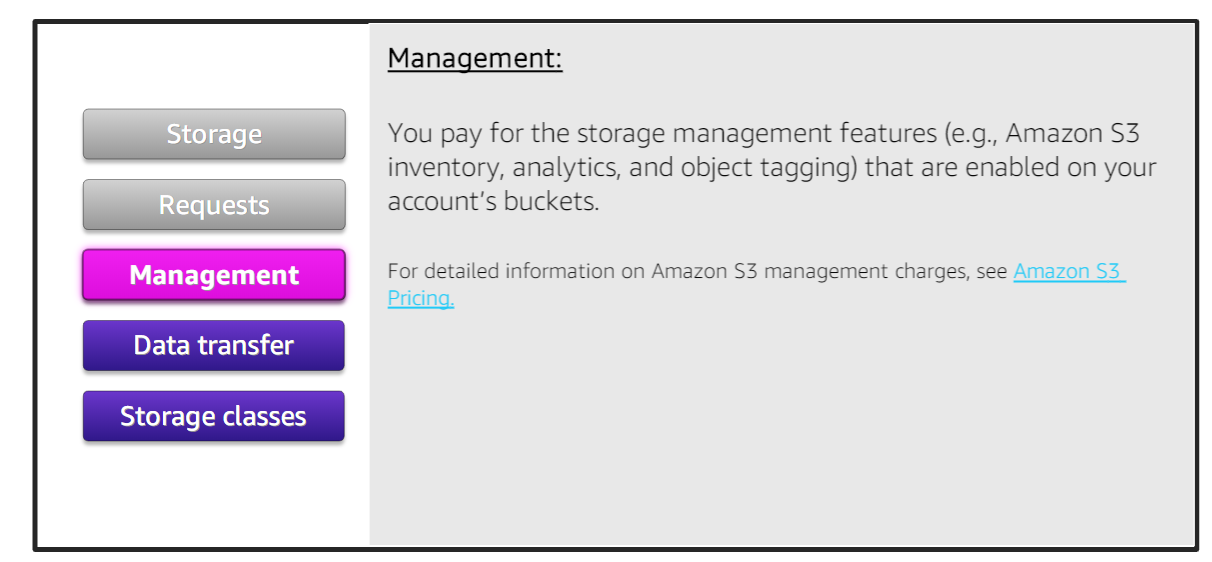 Management:
Storage
You pay for the storage management features (e.g., Amazon S3
inventory, analytics, and object tagging) that are enabled on your
account's buckets.
Requests
Management
For detailed information on Amazon S3 management charges, see Amazon S3
Pricing.
Data transfer
Storage classes